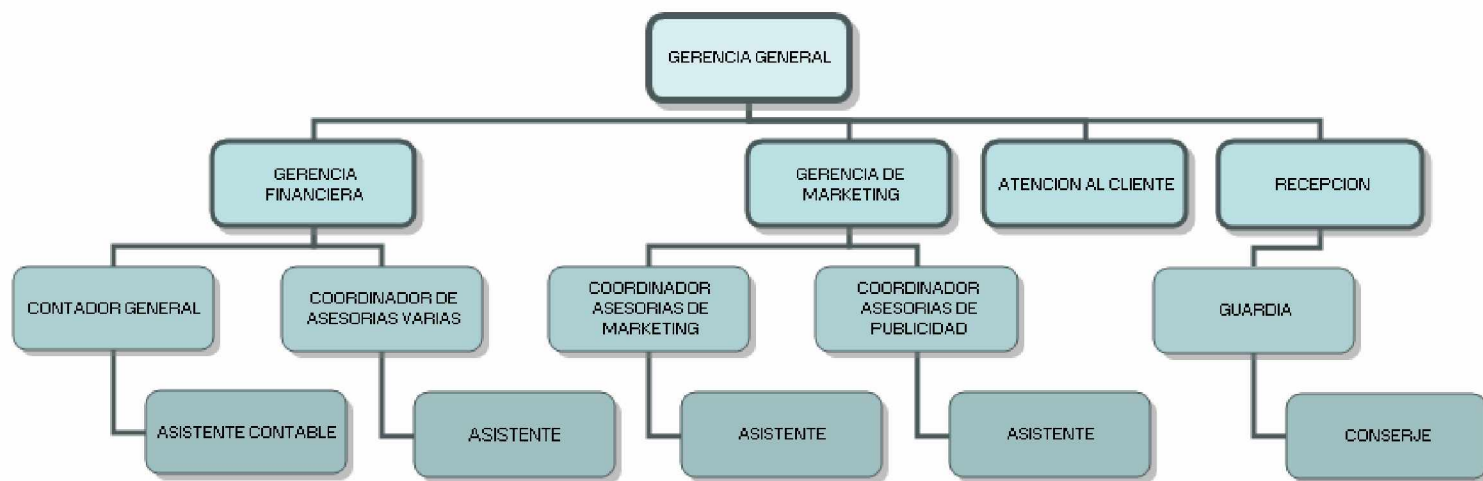 GERENCIA GENERAL
GERENCIA
FINANCIERA
GERENCIA DE
MARKETING
ATENCION AL CLIENTE
RECEPCION
CONTADOR GENERAL
COORDINADOR DE
ASESORIAS VARIAS
COORDINADOR
ASESORIAS DE
MARKETING
COORDINADOR
ASESORIAS DE
PUBLICIDAD
GUARDIA
ASISTENTE CONTABLE
ASISTENTE
ASISTENTE
ASISTENTE
CONSERJE